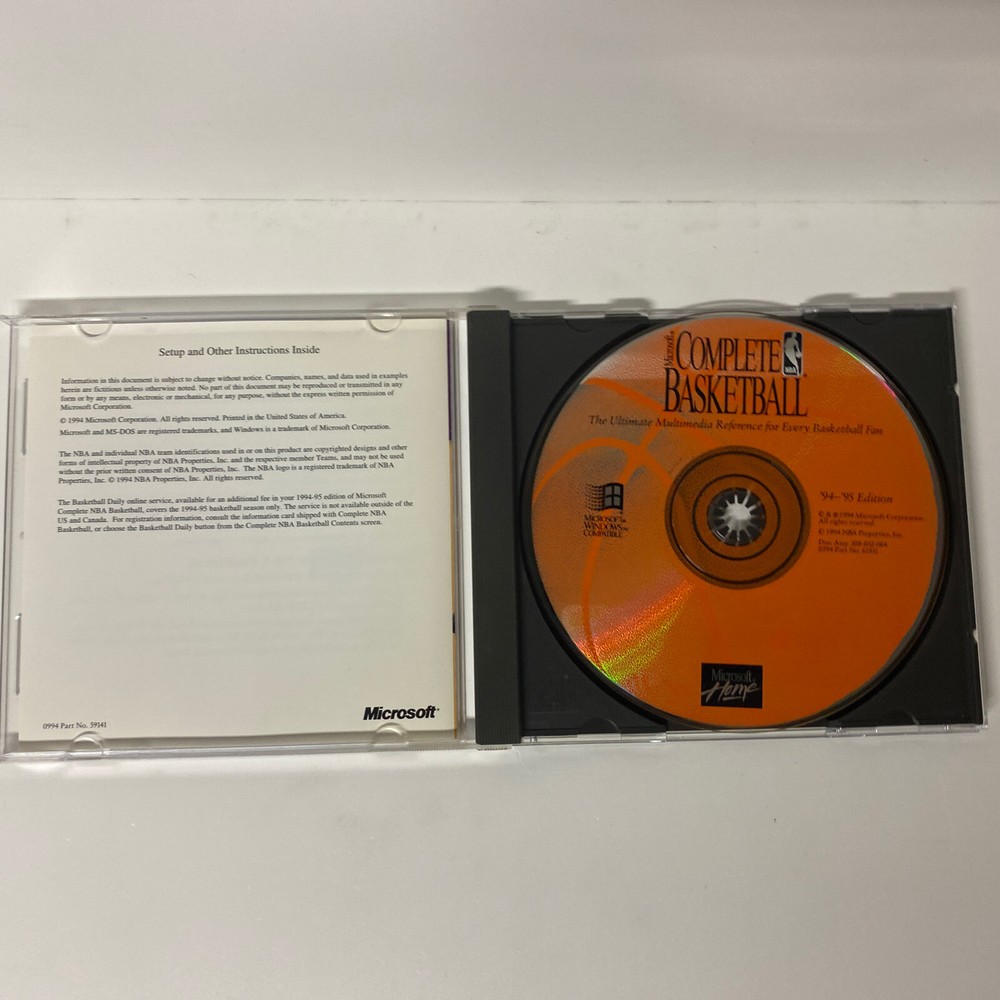 Setup and Other Instructions Inside
Information in this document is subject to change without notice. Companies, names, and data used in examples
herein are fictitious unless otherwise noted. No part of this document may be reproduced or transmitted in any
form or by any means, electronic or mechanical, for any purpose, without the express written permission of
Microsoft Corporation.
© 1994 Microsoft Corporation. All rights reserved. Printed in the United States of America.
Microsoft and MS-DOS are registered trademarks, and Windows is a trademark of Microsoft Corporation.
The NBA and individual NBA team identifications used in or on this product are copyrighted designs and other
forms of intellectual property of NBA Properties, Inc. and the respective member Teams, and may not be used
without the prior written consent of NBA Properties, Inc. The NBA logo is a registered trademark of NBA
Properties, Inc. © 1994 NBA Properties, Inc. All rights reserved.
The Basketball Daily online service, available for an additional fee in your 1994-95 edition of Microsoft
Complete NBA Basketball, covers the 1994-95 basketball season only. The service is not available outside of the
US and Canada. For registration information, consult the information card shipped with Complete NBA
Basketball, or choose the Basketball Daily button from the Complete NBA Basketball Contents screen.
0994 Part No. 59141
Microsoft®
Microsoft®
COMPLETE
NBA
BASKETBALL
The Ultimate Multimedia Reference for Every Basketball Fan
MICROSOFT®
WINDOWS™
COMPATIBLE
'94–'95 Edition
© & ℗ 1994 Microsoft Corporation.
All rights reserved.
© 1994 NBA Properties, Inc.
0994 Part No.
Microsoft
Home